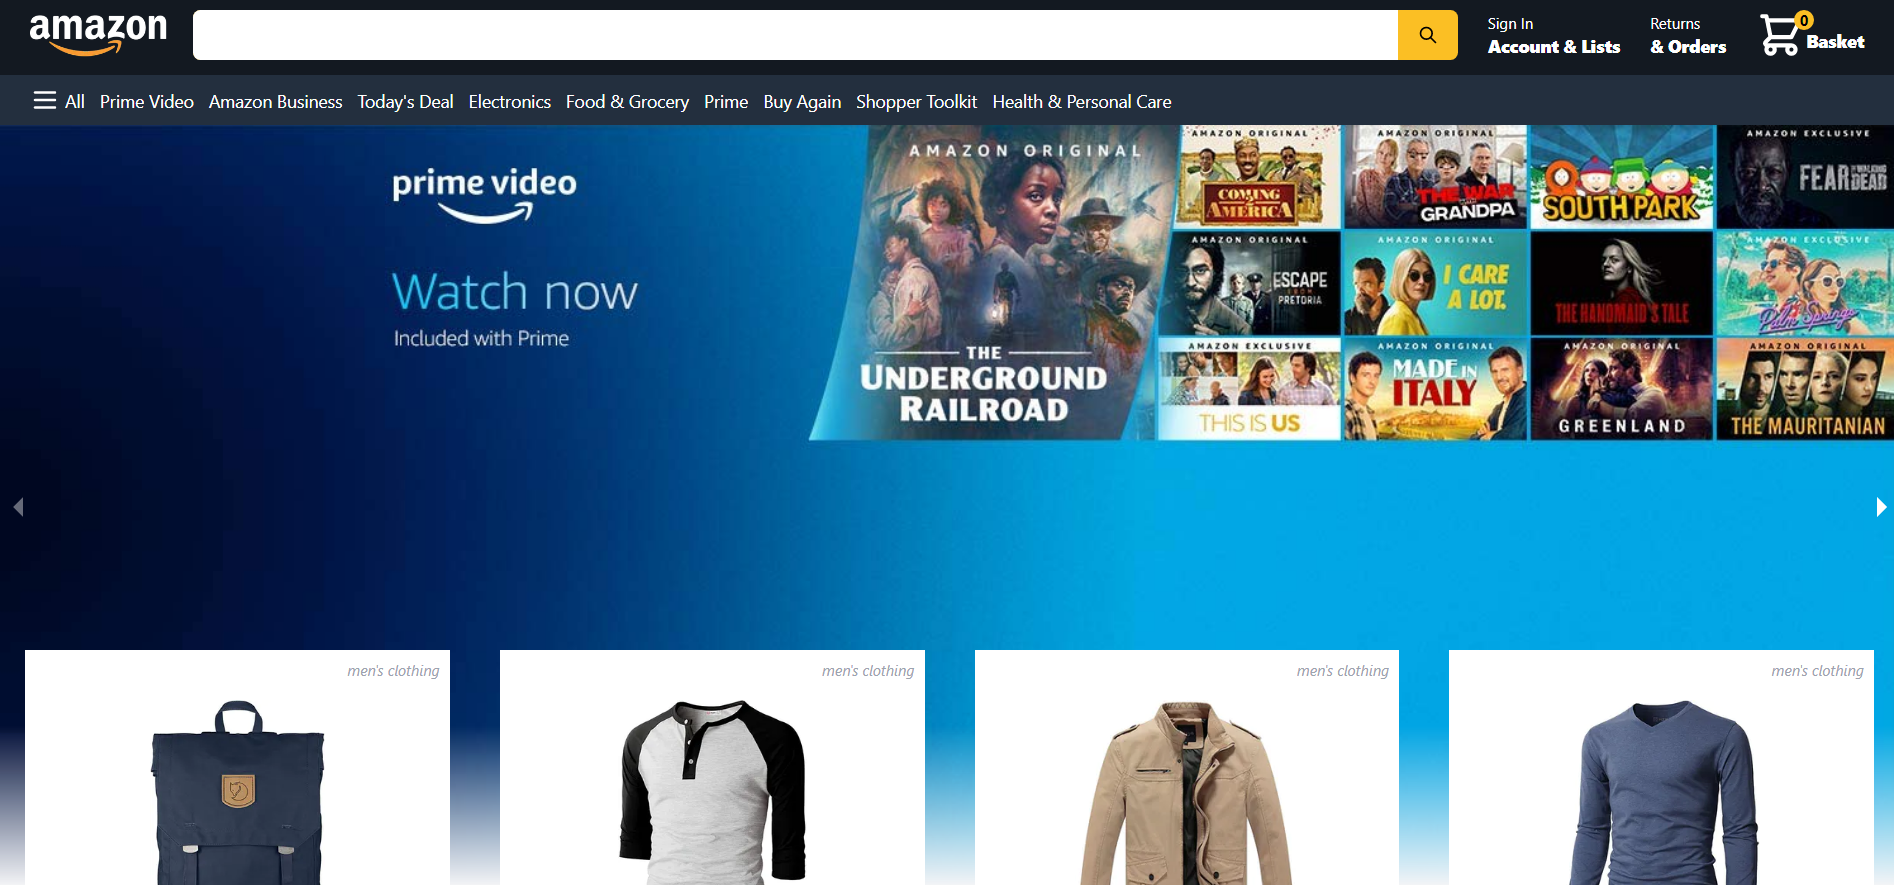 amazon
Sign In
Account & Lists
Returns
& Orders
0
Basket
All Prime Video Amazon Business Today's Deal Electronics Food & Grocery Prime Buy Again Shopper Toolkit Health & Personal Care
prime video
Watch now
Included with Prime
AMAZON ORIGINAL
THE
UNDERGROUND
RAILROAD
AMAZON ORIGINAL
COMING
2
AMERICA
AMAZON ORIGINAL
THE WAR
WITH
GRANDPA
AMAZON ORIGINAL
SOUTH PARK
AMAZON EXCLUSIVE
FEAR THE WALKING
DEAD
AMAZON ORIGINAL
ESCAPE
FROM
PRETORIA
AMAZON ORIGINAL
I CARE
A LOT.
THE HANDMAID'S TALE
AMAZON EXCLUSIVE
Palm Springs
AMAZON EXCLUSIVE
THIS IS US
AMAZON ORIGINAL
MADE IN
ITALY
AMAZON ORIGINAL
GREENLAND
AMAZON ORIGINAL
THE MAURITANIAN
men's clothing
men's clothing
men's clothing
men's clothing